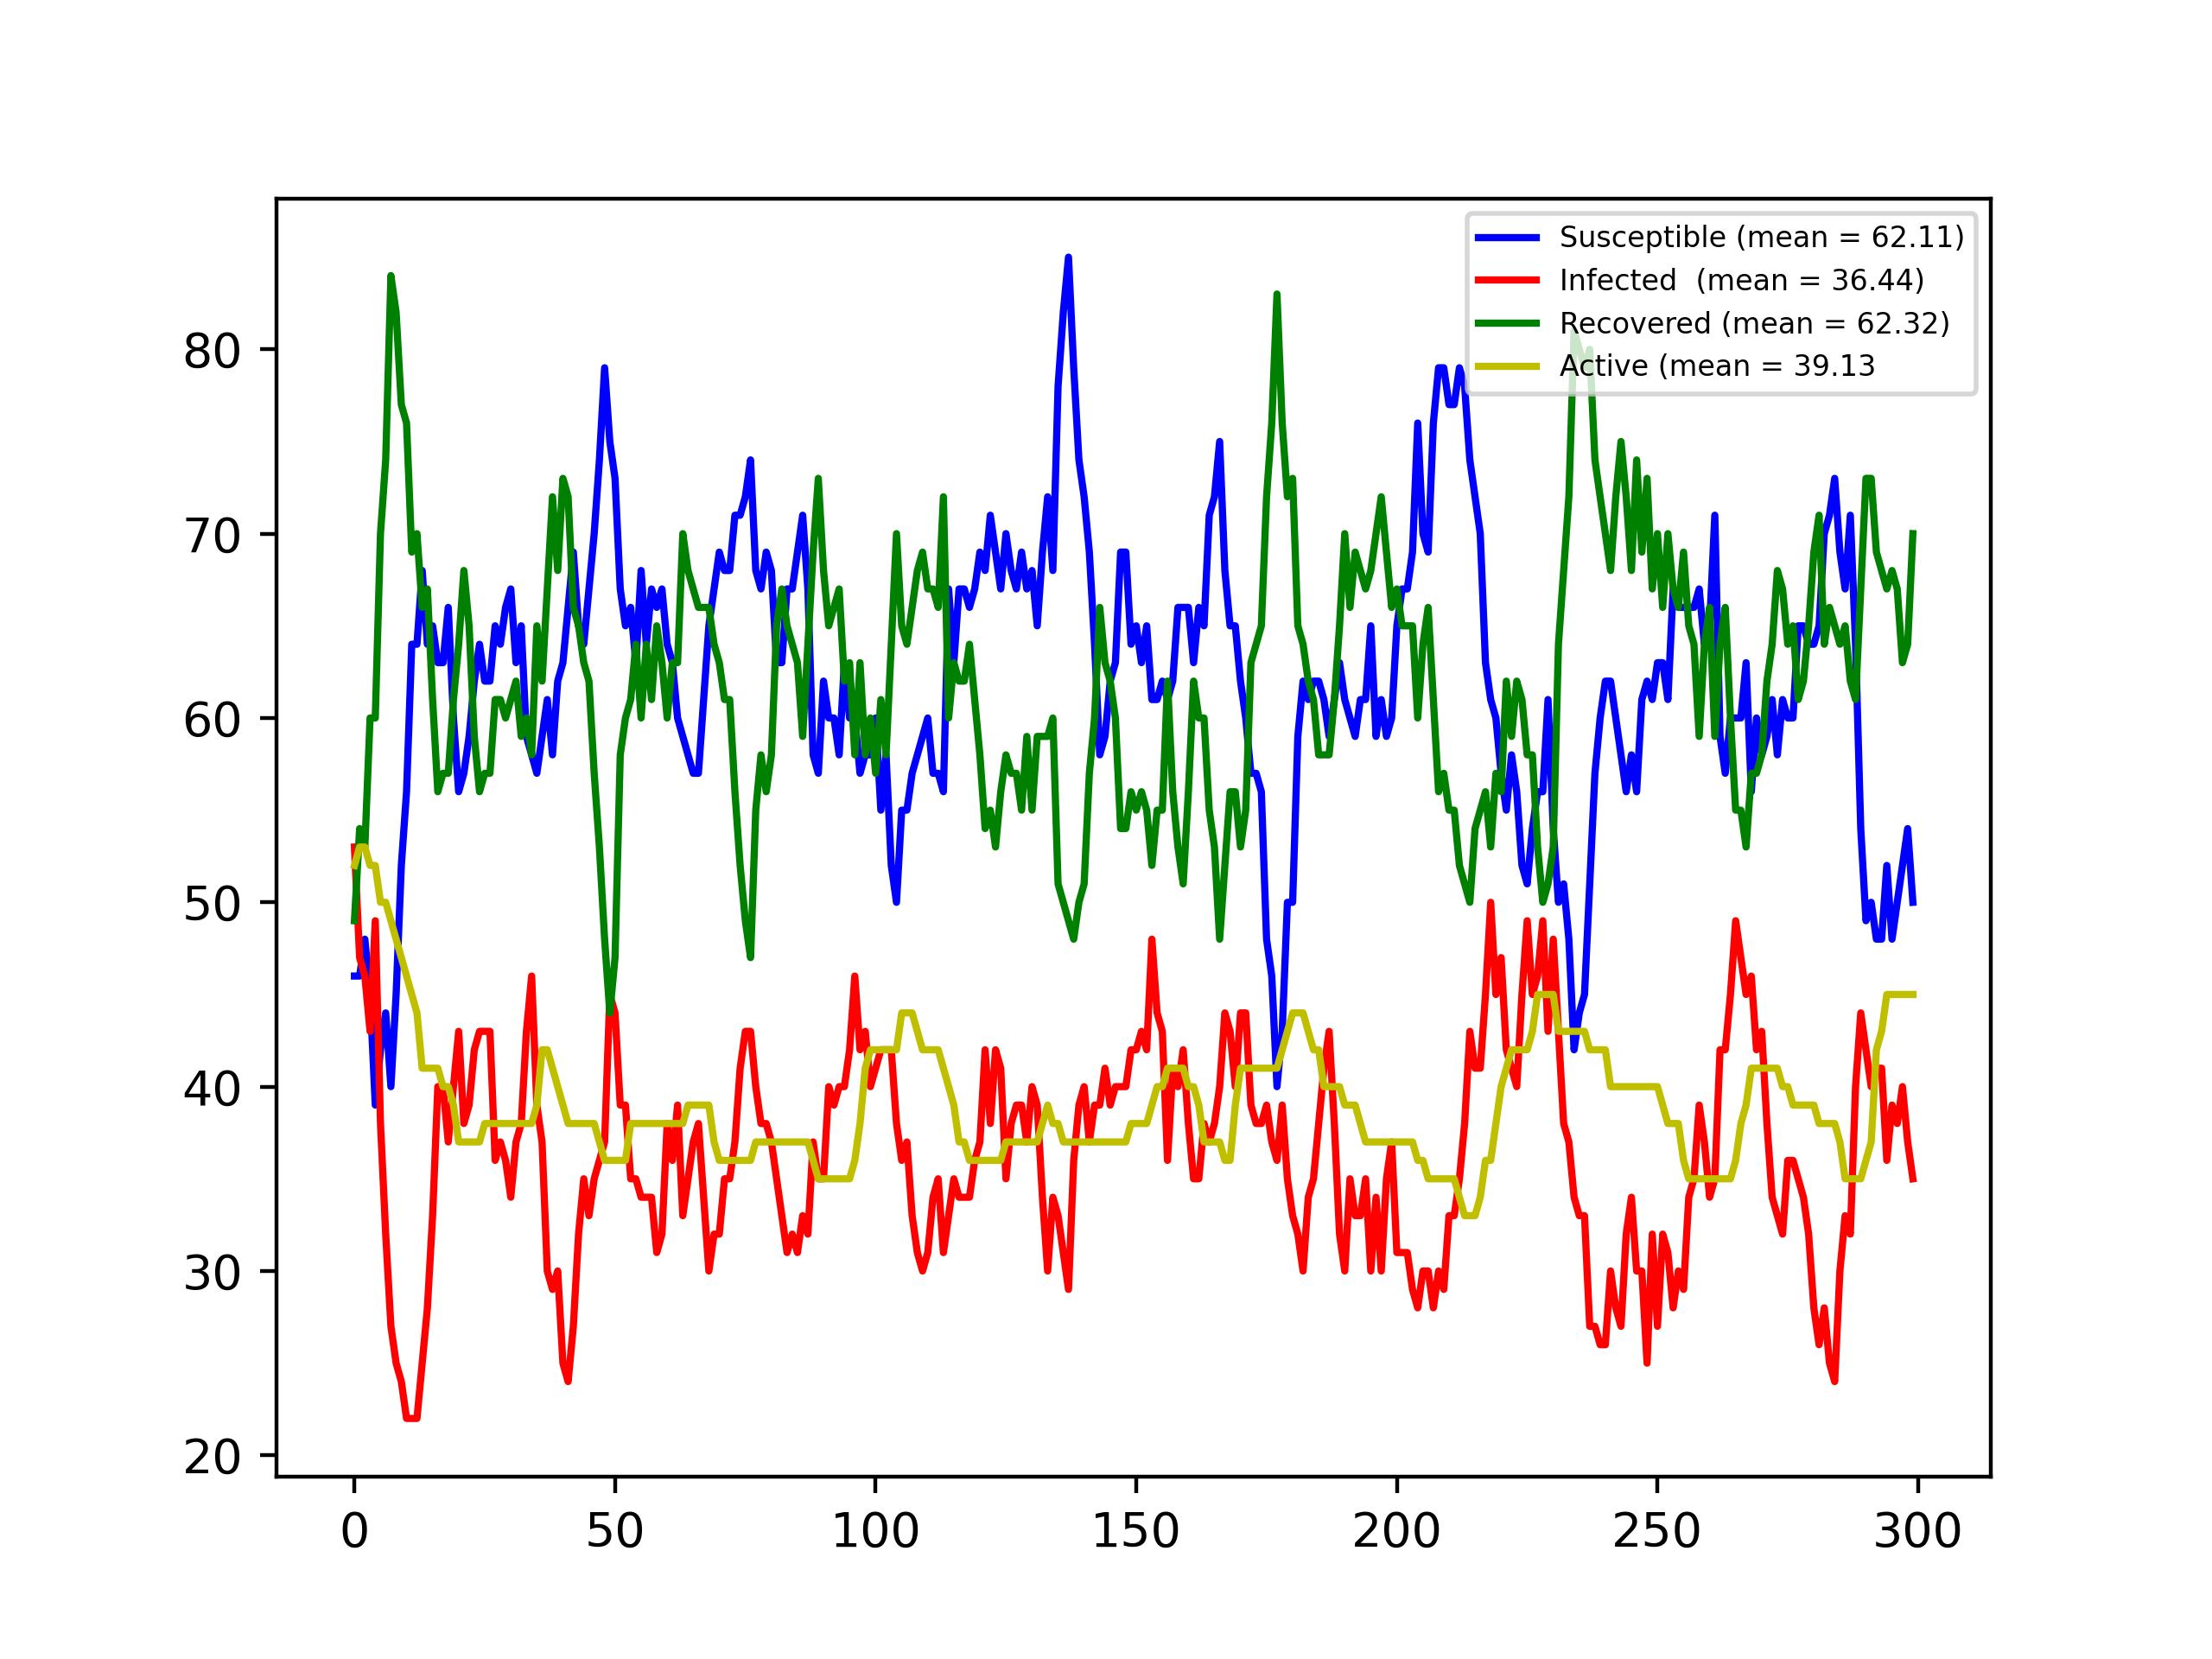 Susceptible (mean = 62.11)
Infected  (mean = 36.44)
Recovered (mean = 62.32)
Active (mean = 39.13
80
70
60
50
40
30
20
0 50 100 150 200 250 300